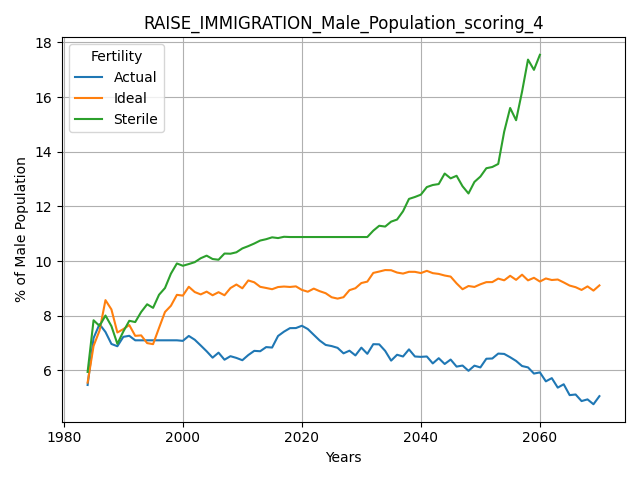 RAISE_IMMIGRATION_Male_Population_scoring_4
Fertility
Actual
Ideal
Sterile
% of Male Population
18
16
14
12
10
8
6
1980
2000
2020
2040
2060
Years